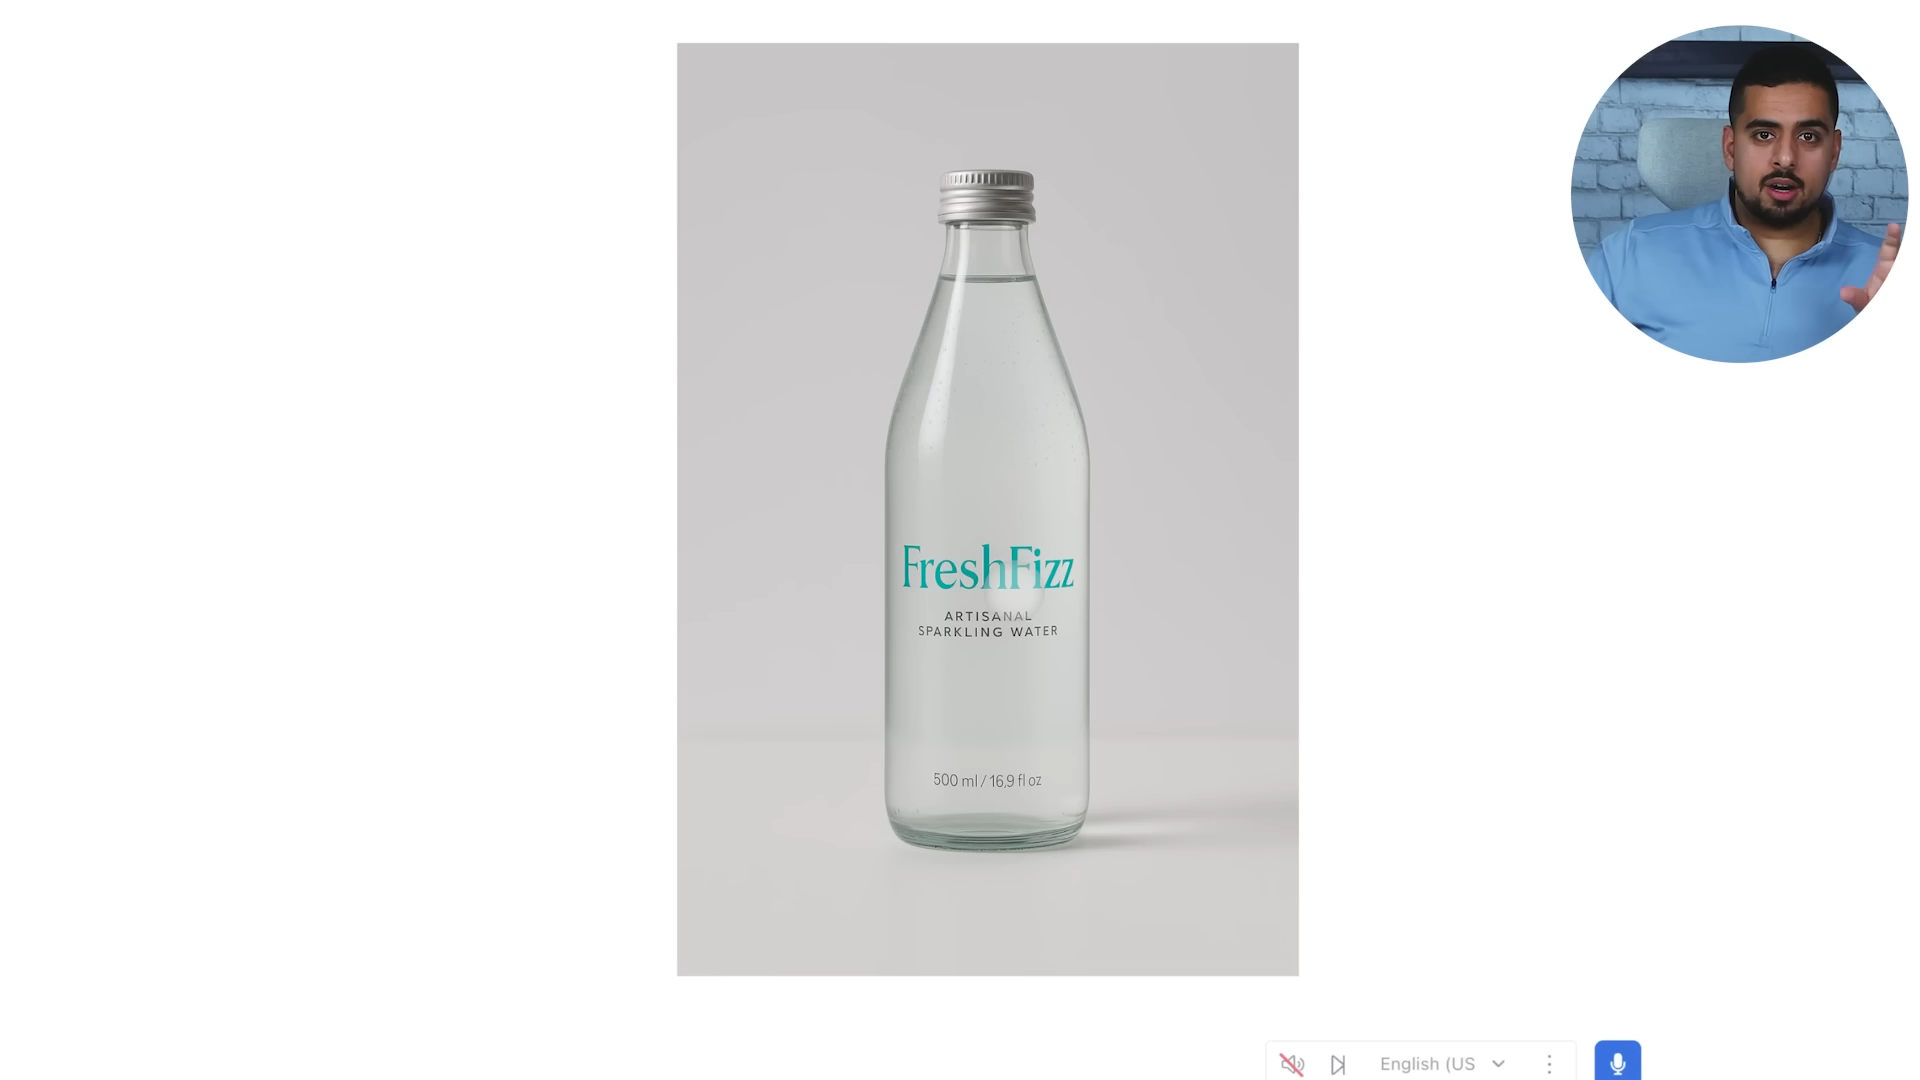 FreshFizz
ARTISANAL
SPARKLING WATER
500 ml / 16,9 fl oz
English (US